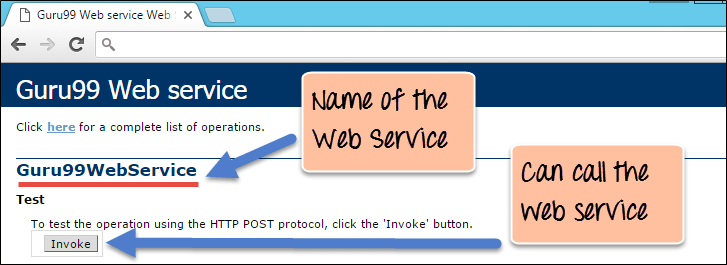 Guru99 Web service Web S
Guru99 Web service
Name of the
Web Service
Click here for a complete list of operations.
Guru99WebService
Can call the
web service
Test
To test the operation using the HTTP POST protocol, click the 'Invoke' button.
Invoke